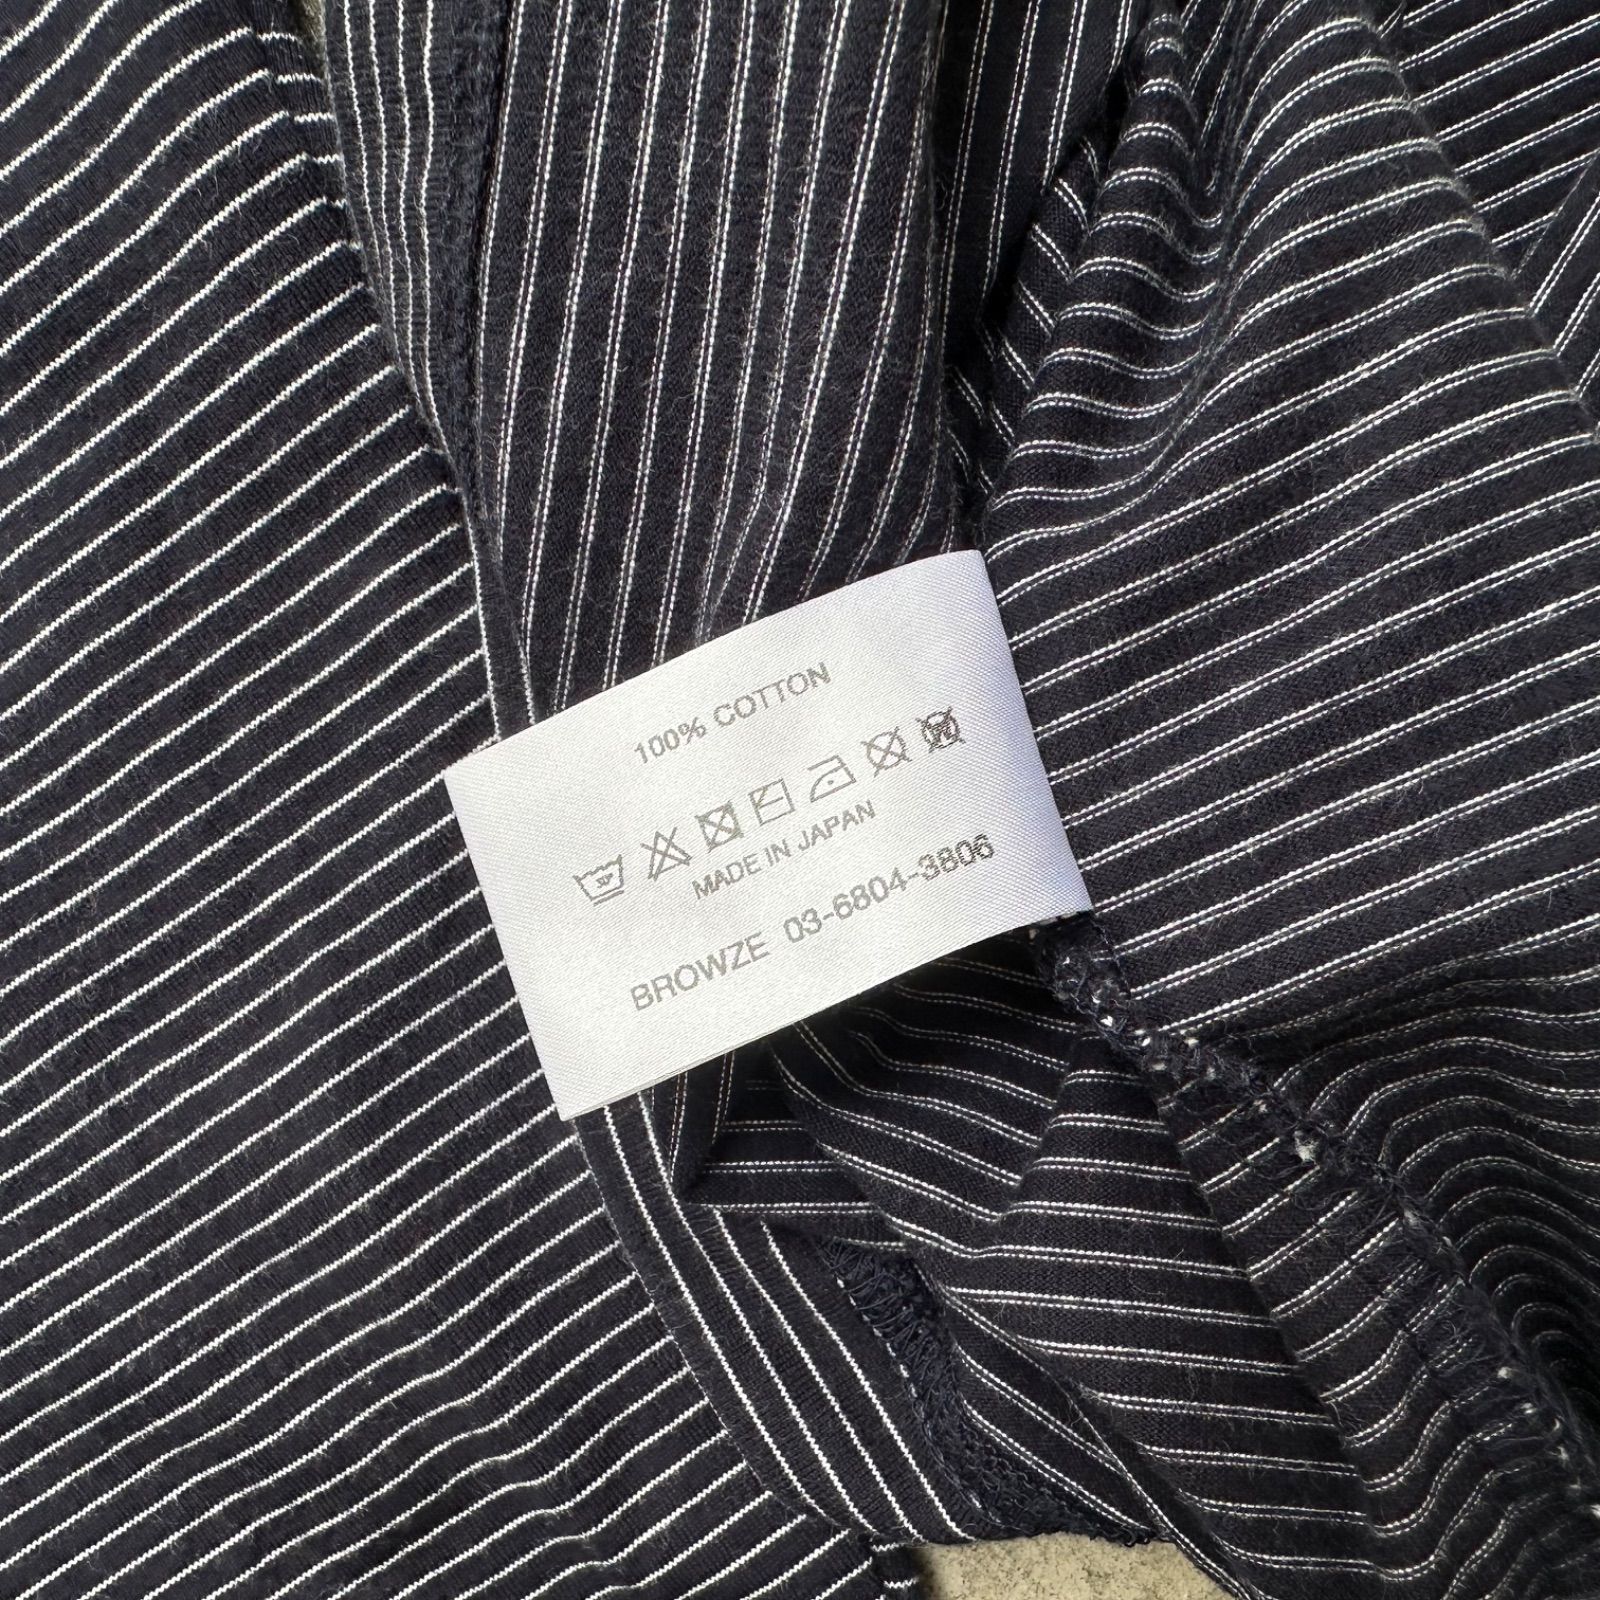 100% COTTON
MADE IN JAPAN
BROWZE 03-6804-3806